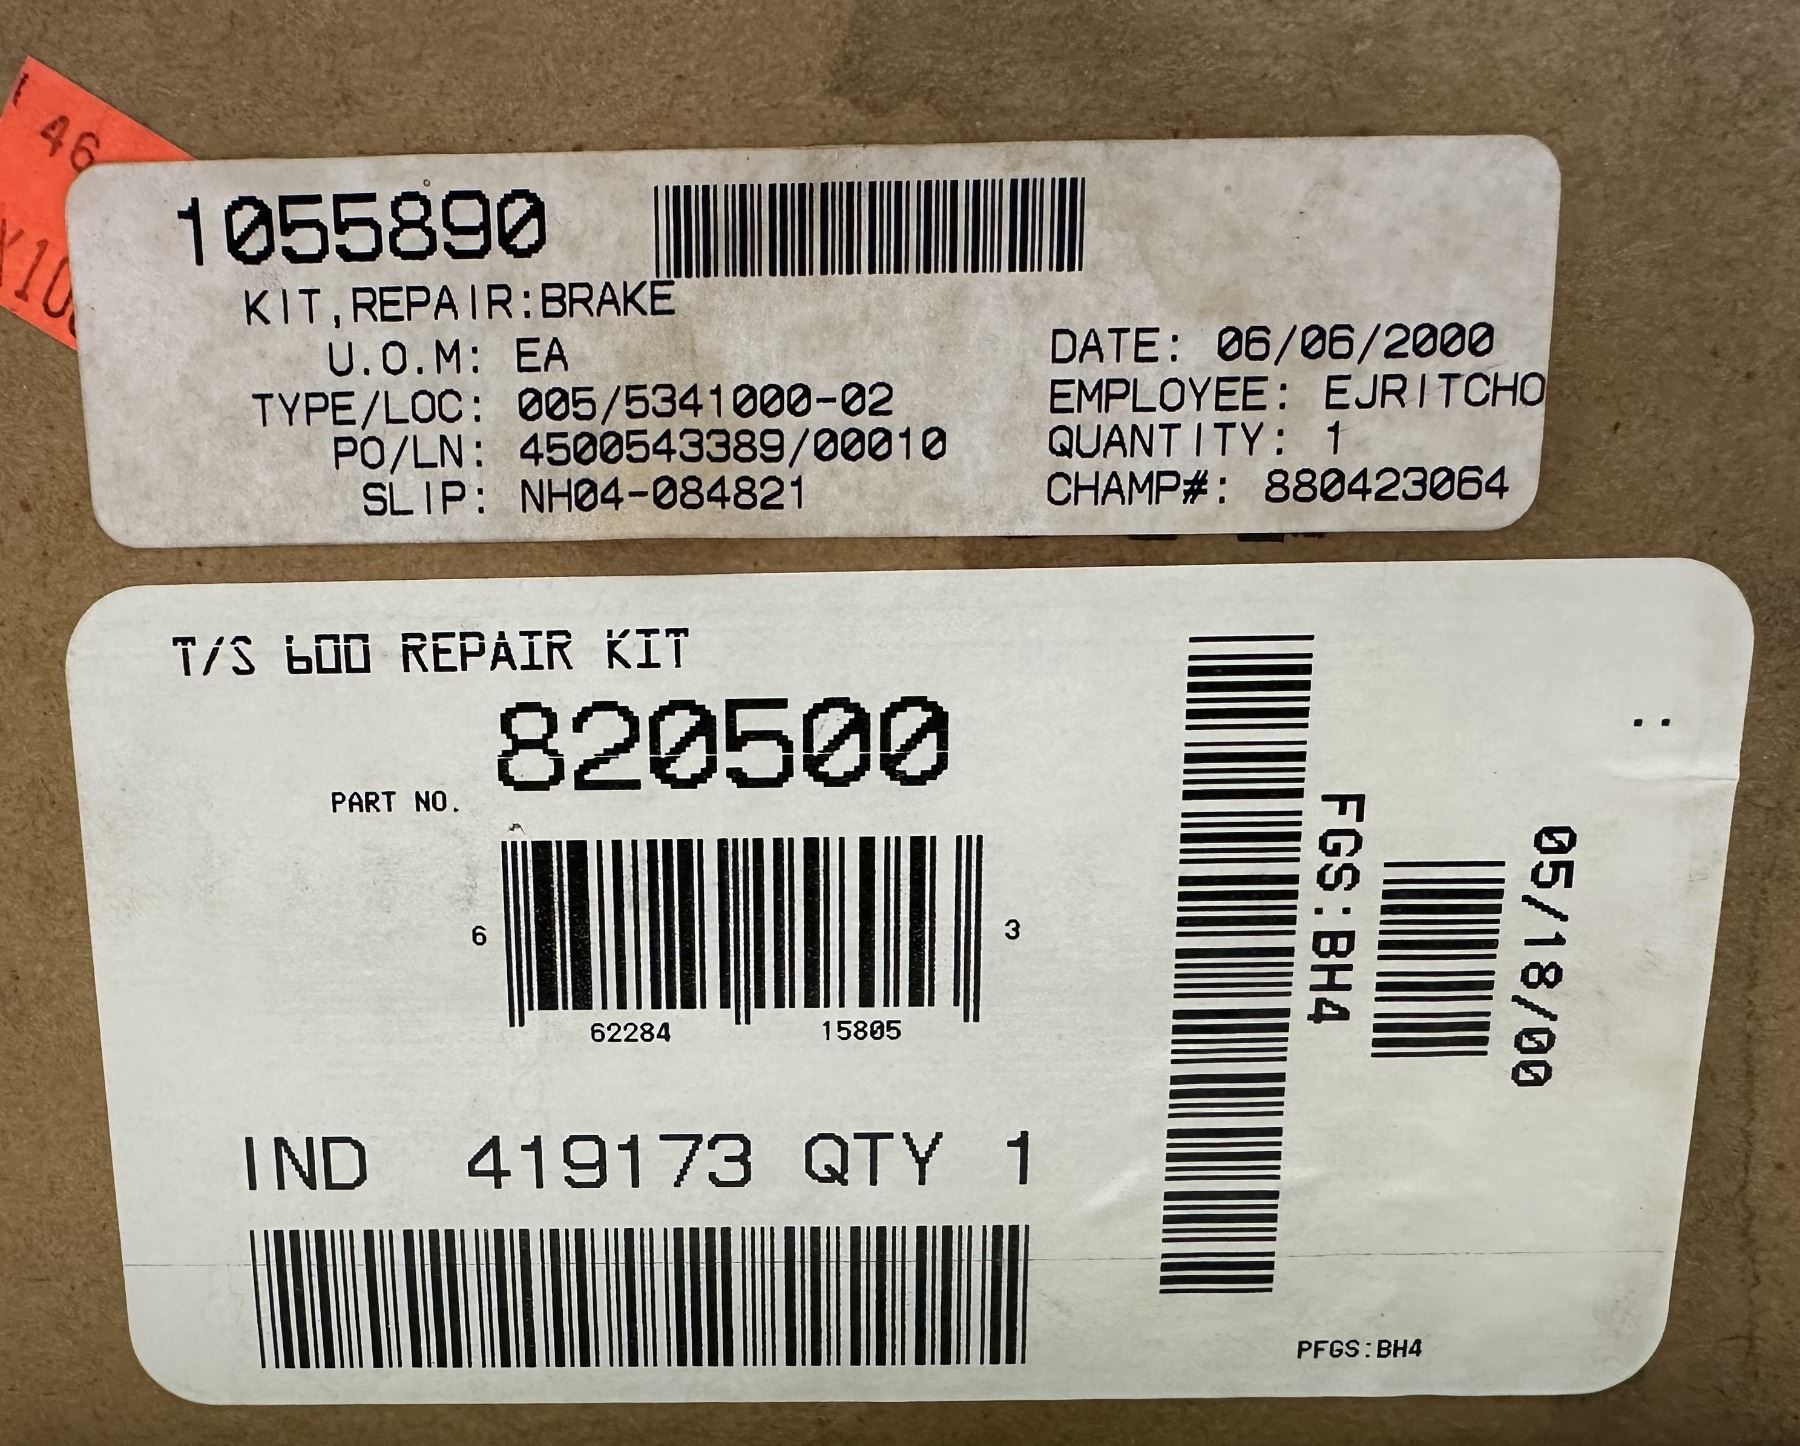 46
1055890
KIT,REPAIR:BRAKE
U.O.M: EA
TYPE/LOC: 005/5341000-02
PO/LN: 4500543389/00010
SLIP: NH04-084821
DATE: 06/06/2000
EMPLOYEE: EJRITCHO
QUANTITY: 1
CHAMP#: 880423064
T/S 600 REPAIR KIT
PART NO. 820500
6 62284 15805 3
IND 419173 QTY 1
FGS:BH4
05/18/00
PFGS:BH4